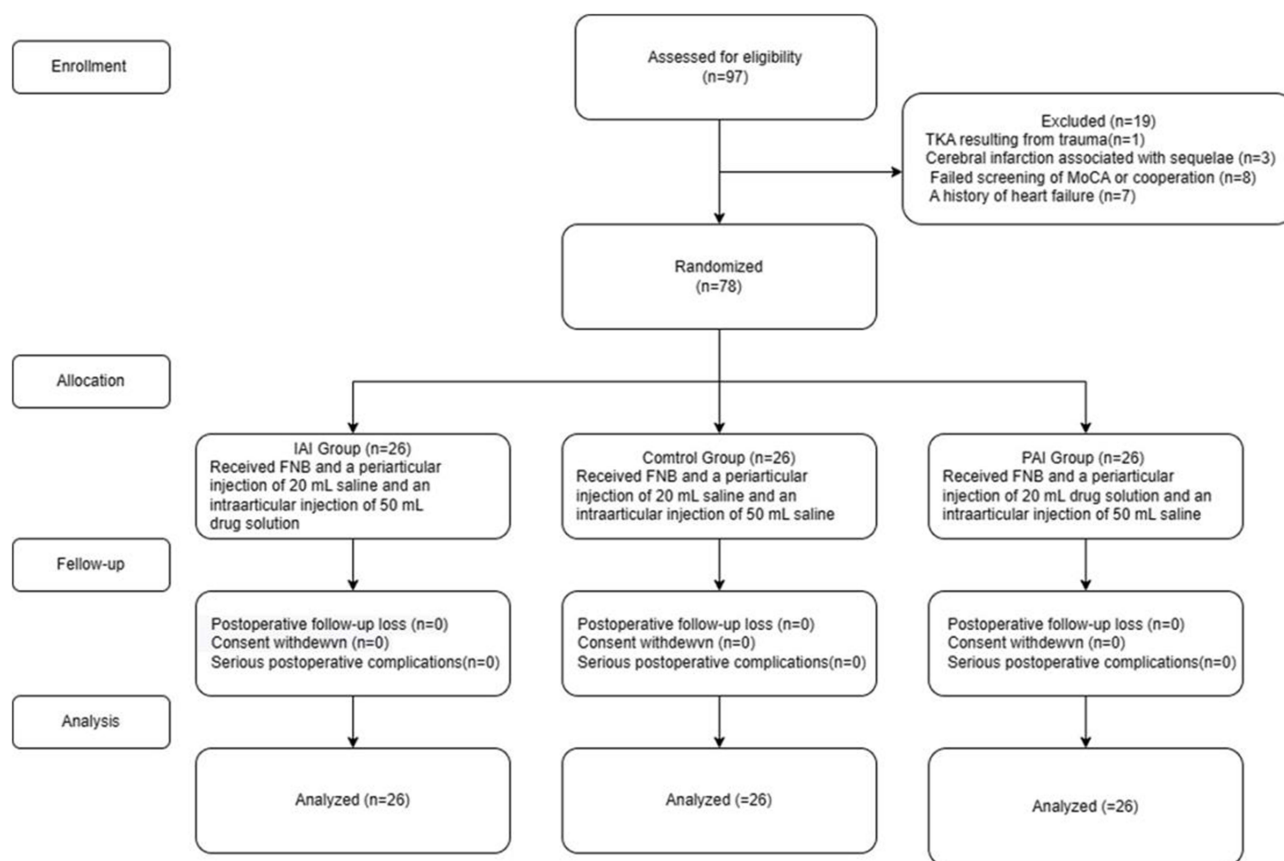 Enrollment
Assessed for eligibility
(n=97)
Excluded (n=19)
TKA resulting from trauma(n=1)
Cerebral infarction associated with sequelae (n=3)
Failed screening of MoCA or cooperation (n=8)
A history of heart failure (n=7)
Randomized
(n=78)
Allocation
IAI Group (n=26)
Received FNB and a periarticular
injection of 20 mL saline and an
intraarticular injection of 50 mL
drug solution
Comtrol Group (n=26)
Received FNB and a periarticular
injection of 20 mL saline and an
intraarticular injection of 50 mL saline
PAI Group (n=26)
Received FNB and a periarticular
injection of 20 mL drug solution and an
intraarticular injection of 50 mL saline
Fellow-up
Postoperative follow-up loss (n=0)
Consent withdewvn (n=0)
Serious postoperative complications(n=0)
Postoperative follow-up loss (n=0)
Consent withdewvn (n=0)
Serious postoperative complications(n=0)
Postoperative follow-up loss (n=0)
Consent withdewvn (n=0)
Serious postoperative complications(n=0)
Analysis
Analyzed (n=26)
Analyzed (=26)
Analyzed (=26)